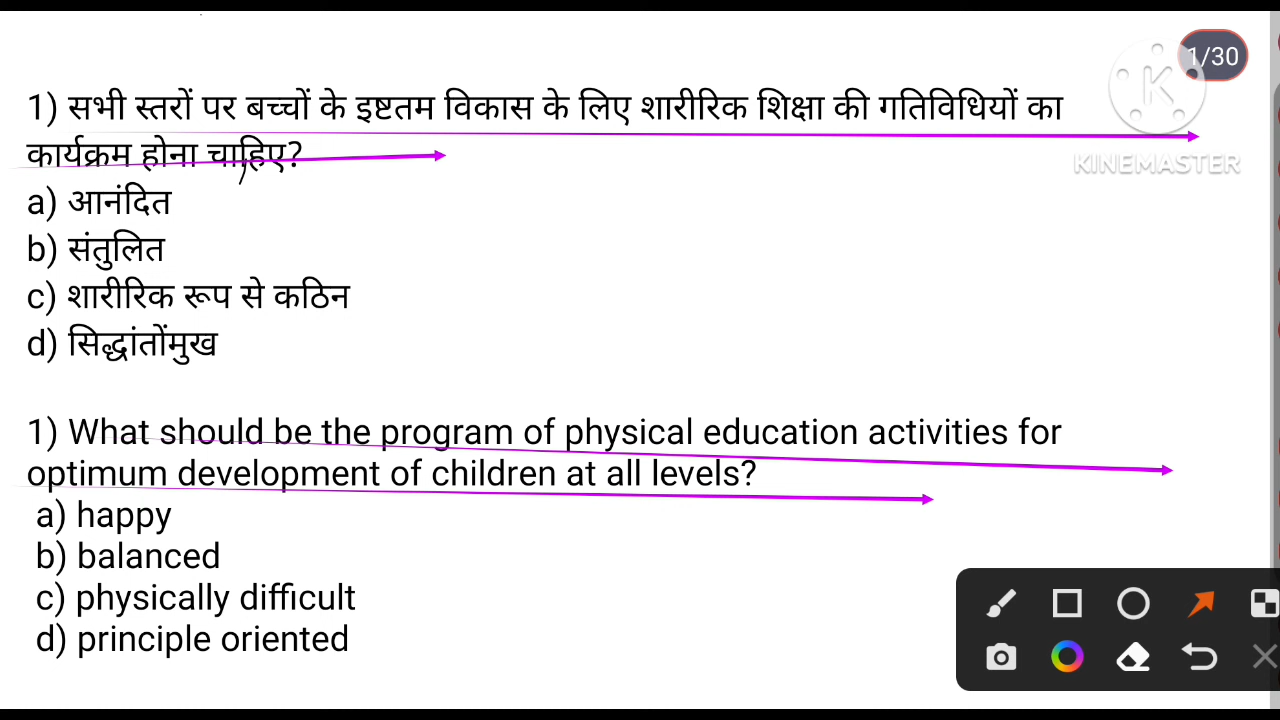 1/30
1) सभी स्तरों पर बच्चों के इष्टतम विकास के लिए शारीरिक शिक्षा की गतिविधियों का
कार्यक्रम होना चाहिए?
KINEMASTER
a) आनंदित
b) संतुलित
c) शारीरिक रूप से कठिन
d) सिद्धांतोंमुख
1) What should be the program of physical education activities for
optimum development of children at all levels?
a) happy
b) balanced
c) physically difficult
d) principle oriented